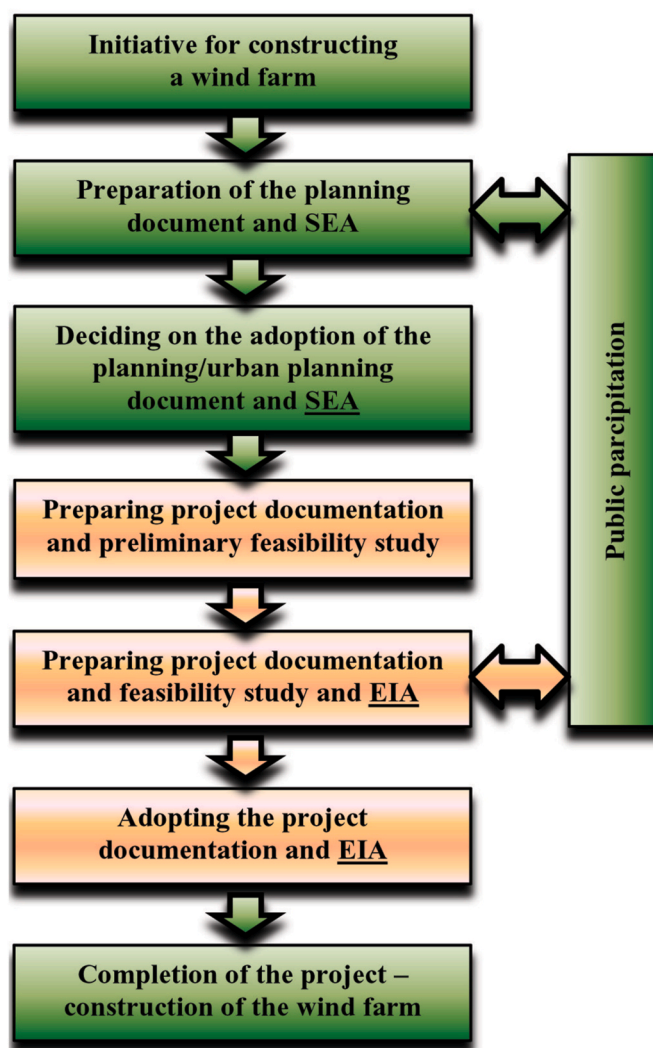 Initiative for constructing
a wind farm
Preparation of the planning
document and SEA
Deciding on the adoption of the
planning/urban planning
document and SEA
Preparing project documentation
and preliminary feasibility study
Preparing project documentation
and feasibility study and EIA
Adopting the project
documentation and EIA
Completion of the project –
construction of the wind farm
Public parcipitation